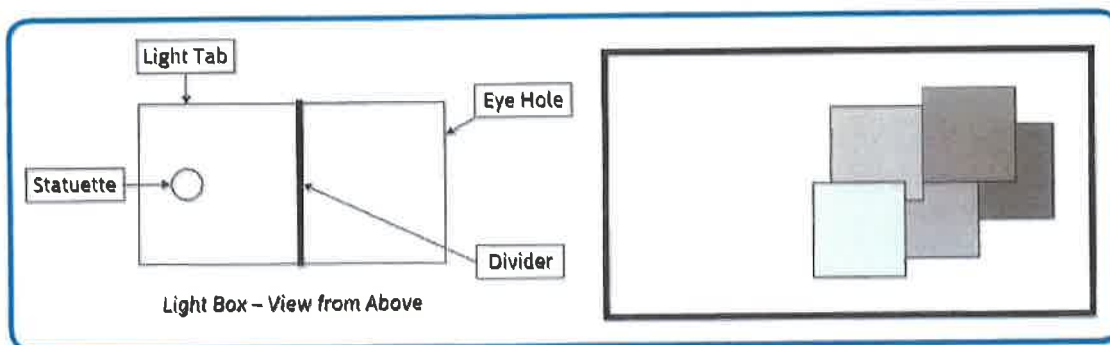 Light Tab
Eye Hole
Statuette
Divider
Light Box – View from Above